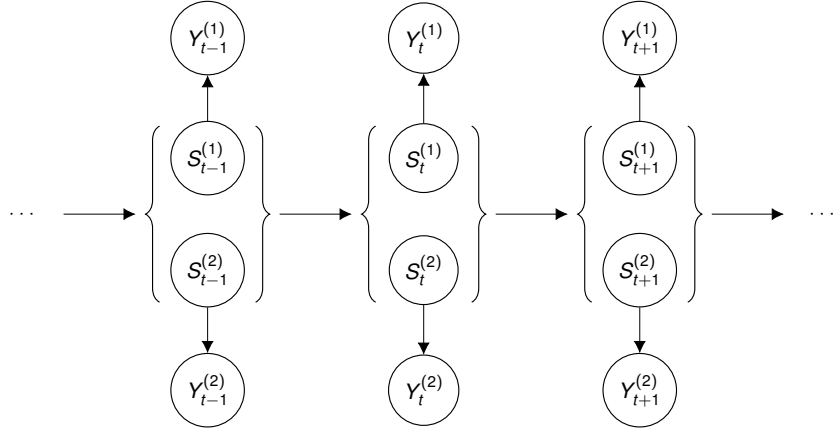 Y_{t−1}^{(1)} Y_t^{(1)} Y_{t+1}^{(1)}
S_{t−1}^{(1)} S_t^{(1)} S_{t+1}^{(1)}
··· ···
S_{t−1}^{(2)} S_t^{(2)} S_{t+1}^{(2)}
Y_{t−1}^{(2)} Y_t^{(2)} Y_{t+1}^{(2)}